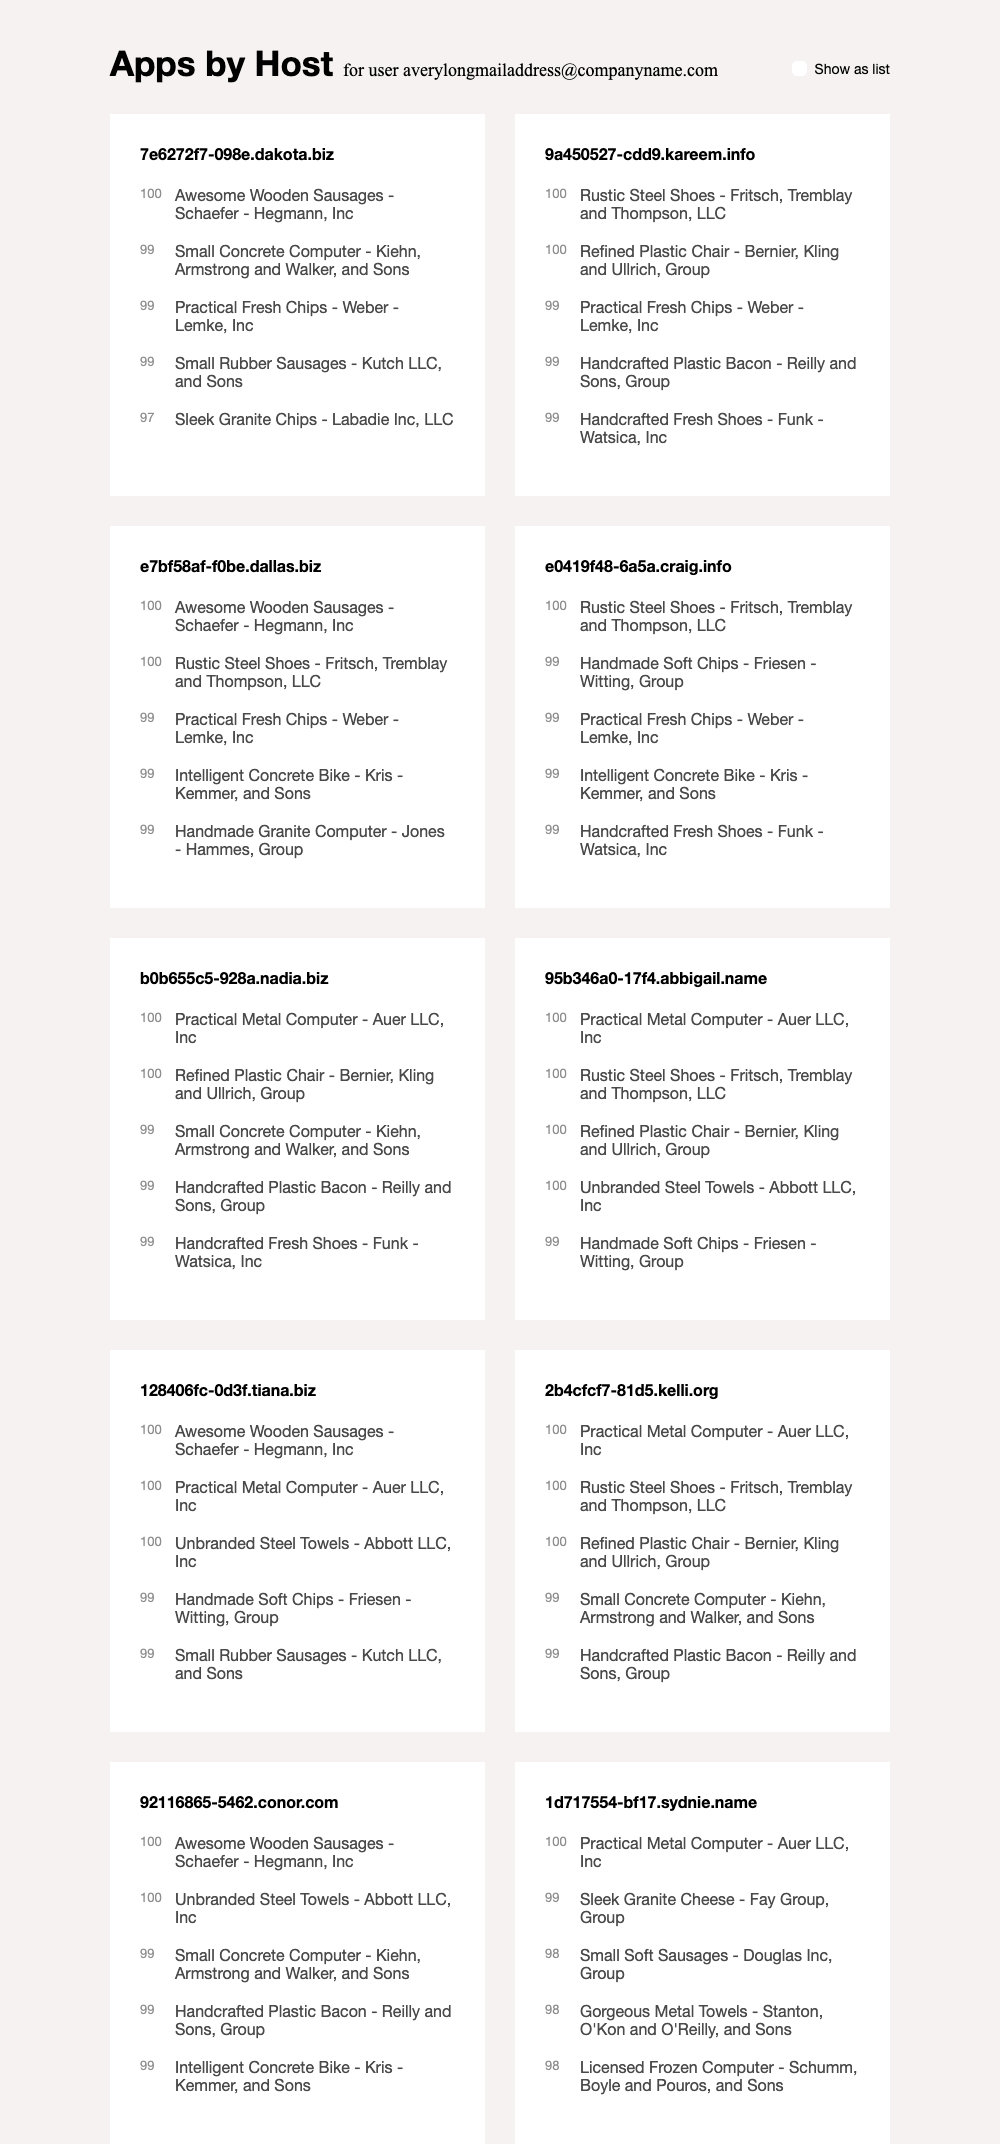 Apps by Host for user averylongmailaddress@companyname.com
Show as list
7e6272f7-098e.dakota.biz
100 Awesome Wooden Sausages -
Schaefer - Hegmann, Inc
99 Small Concrete Computer - Kiehn,
Armstrong and Walker, and Sons
99 Practical Fresh Chips - Weber -
Lemke, Inc
99 Small Rubber Sausages - Kutch LLC,
and Sons
97 Sleek Granite Chips - Labadie Inc, LLC
9a450527-cdd9.kareem.info
100 Rustic Steel Shoes - Fritsch, Tremblay
and Thompson, LLC
100 Refined Plastic Chair - Bernier, Kling
and Ullrich, Group
99 Practical Fresh Chips - Weber -
Lemke, Inc
99 Handcrafted Plastic Bacon - Reilly and
Sons, Group
99 Handcrafted Fresh Shoes - Funk -
Watsica, Inc
e7bf58af-f0be.dallas.biz
100 Awesome Wooden Sausages -
Schaefer - Hegmann, Inc
100 Rustic Steel Shoes - Fritsch, Tremblay
and Thompson, LLC
99 Practical Fresh Chips - Weber -
Lemke, Inc
99 Intelligent Concrete Bike - Kris -
Kemmer, and Sons
99 Handmade Granite Computer - Jones
- Hammes, Group
e0419f48-6a5a.craig.info
100 Rustic Steel Shoes - Fritsch, Tremblay
and Thompson, LLC
99 Handmade Soft Chips - Friesen -
Witting, Group
99 Practical Fresh Chips - Weber -
Lemke, Inc
99 Intelligent Concrete Bike - Kris -
Kemmer, and Sons
99 Handcrafted Fresh Shoes - Funk -
Watsica, Inc
b0b655c5-928a.nadia.biz
100 Practical Metal Computer - Auer LLC,
Inc
100 Refined Plastic Chair - Bernier, Kling
and Ullrich, Group
99 Small Concrete Computer - Kiehn,
Armstrong and Walker, and Sons
99 Handcrafted Plastic Bacon - Reilly and
Sons, Group
99 Handcrafted Fresh Shoes - Funk -
Watsica, Inc
95b346a0-17f4.abbigail.name
100 Practical Metal Computer - Auer LLC,
Inc
100 Rustic Steel Shoes - Fritsch, Tremblay
and Thompson, LLC
100 Refined Plastic Chair - Bernier, Kling
and Ullrich, Group
100 Unbranded Steel Towels - Abbott LLC,
Inc
99 Handmade Soft Chips - Friesen -
Witting, Group
128406fc-0d3f.tiana.biz
100 Awesome Wooden Sausages -
Schaefer - Hegmann, Inc
100 Practical Metal Computer - Auer LLC,
Inc
100 Unbranded Steel Towels - Abbott LLC,
Inc
99 Handmade Soft Chips - Friesen -
Witting, Group
99 Small Rubber Sausages - Kutch LLC,
and Sons
2b4cfcf7-81d5.kelli.org
100 Practical Metal Computer - Auer LLC,
Inc
100 Rustic Steel Shoes - Fritsch, Tremblay
and Thompson, LLC
100 Refined Plastic Chair - Bernier, Kling
and Ullrich, Group
99 Small Concrete Computer - Kiehn,
Armstrong and Walker, and Sons
99 Handcrafted Plastic Bacon - Reilly and
Sons, Group
92116865-5462.conor.com
100 Awesome Wooden Sausages -
Schaefer - Hegmann, Inc
100 Unbranded Steel Towels - Abbott LLC,
Inc
99 Small Concrete Computer - Kiehn,
Armstrong and Walker, and Sons
99 Handcrafted Plastic Bacon - Reilly and
Sons, Group
99 Intelligent Concrete Bike - Kris -
Kemmer, and Sons
1d717554-bf17.sydnie.name
100 Practical Metal Computer - Auer LLC,
Inc
99 Sleek Granite Cheese - Fay Group,
Group
98 Small Soft Sausages - Douglas Inc,
Group
98 Gorgeous Metal Towels - Stanton,
O'Kon and O'Reilly, and Sons
98 Licensed Frozen Computer - Schumm,
Boyle and Pouros, and Sons